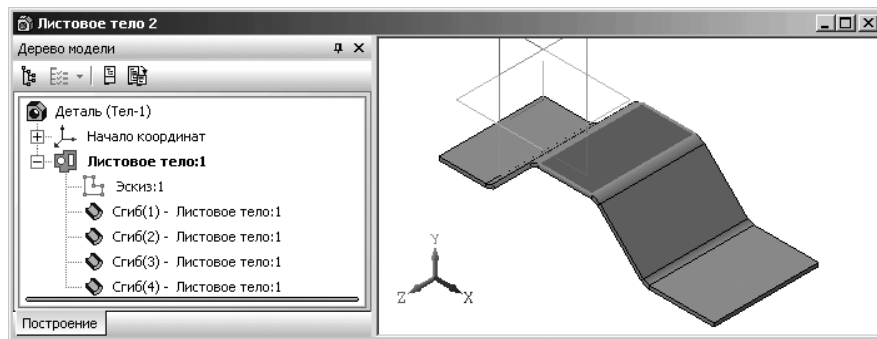 Листовое тело 2
Дерево модели
Деталь (Тел-1)
Начало координат
Листовое тело:1
Эскиз:1
Сгиб(1) - Листовое тело:1
Сгиб(2) - Листовое тело:1
Сгиб(3) - Листовое тело:1
Сгиб(4) - Листовое тело:1
Построение
Y
Z
X